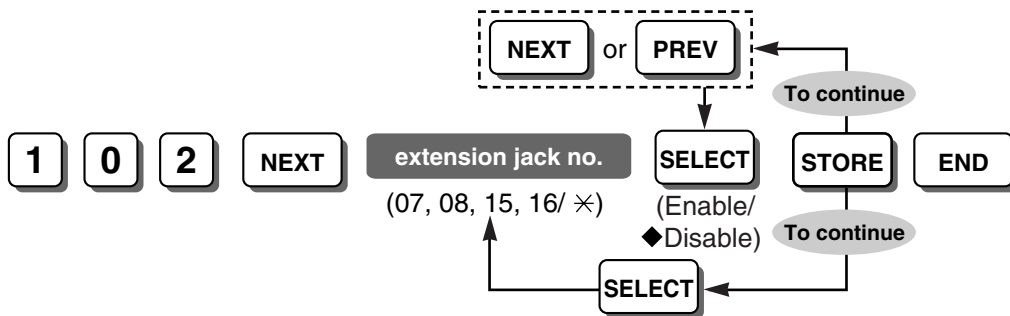 NEXT or PREV
To continue
1 0 2 NEXT extension jack no. SELECT STORE END
(07, 08, 15, 16/ ✳)
(Enable/
◆Disable)
To continue
SELECT